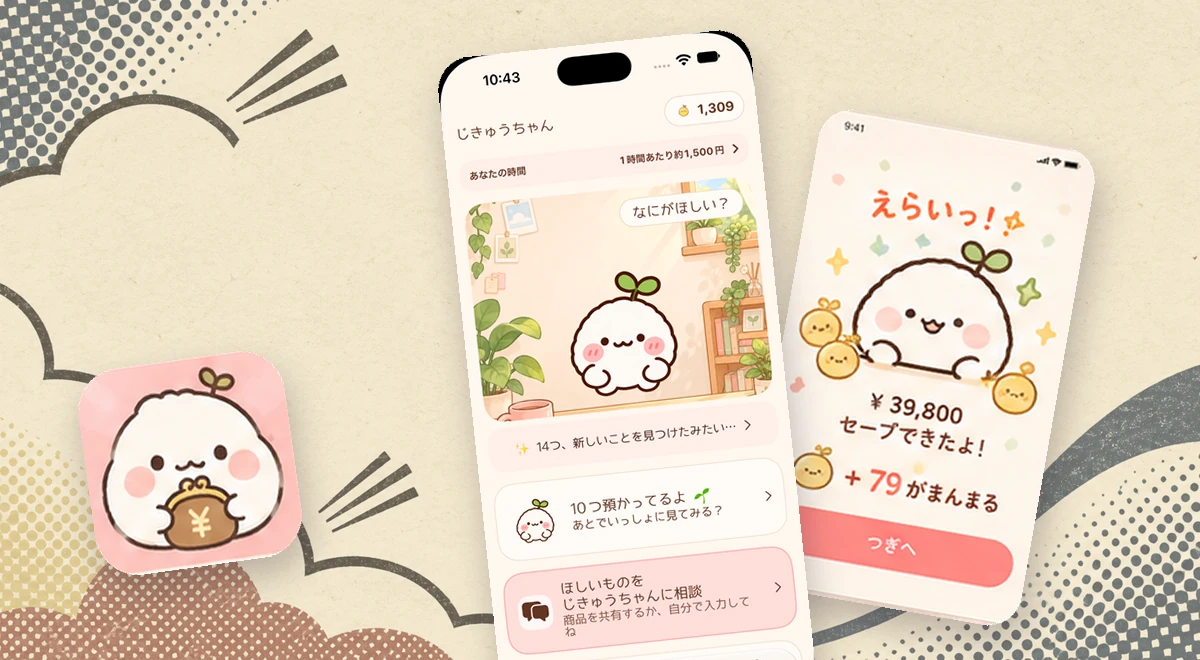 10:43
1,309
じきゅうちゃん
あなたの時間
1時間あたり約1,500円
なにがほしい？
14つ、新しいことを見つけたみたい…
10つ預かってるよ
あとでいっしょに見てみる？
ほしいものを
じきゅうちゃんに相談
商品を共有するか、自分で入力して
ね
9:41
えらいっ！
¥ 39,800
セーブできたよ！
+ 79 がまんまる
つぎへ
¥